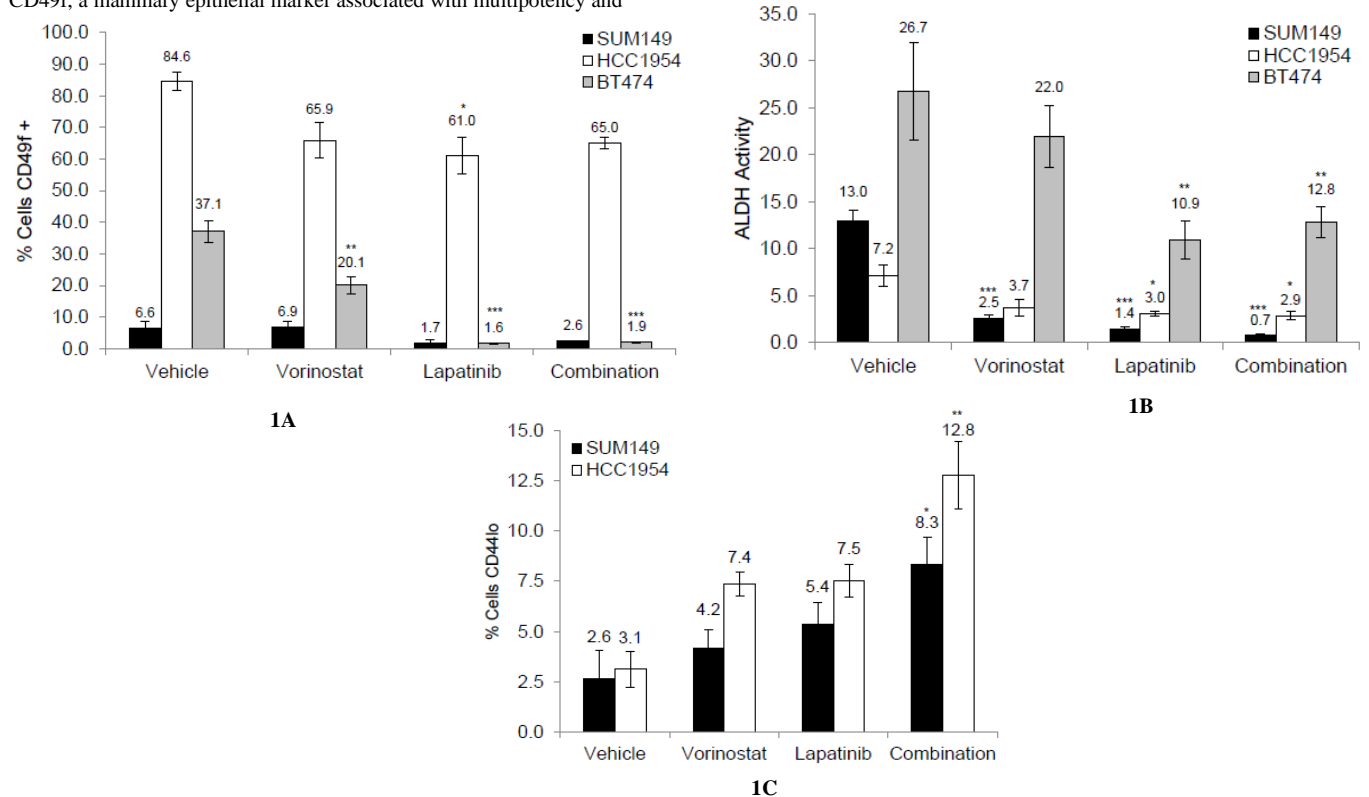 CD49f, a mammary epithelial marker associated with multipotency and
100.0
90.0
80.0
70.0
60.0
50.0
40.0
30.0
20.0
10.0
0.0
% Cells CD49f +
SUM149
HCC1954
BT474
84.6
6.6
37.1
65.9
6.9
**
20.1
*
61.0
1.7
***
1.6
65.0
2.6
***
1.9
Vehicle
Vorinostat
Lapatinib
Combination
1A
35.0
30.0
25.0
20.0
15.0
10.0
5.0
0.0
ALDH Activity
SUM149
HCC1954
BT474
13.0
7.2
26.7
***
2.5
3.7
22.0
***
1.4
*
3.0
**
10.9
***
0.7
*
2.9
**
12.8
Vehicle
Vorinostat
Lapatinib
Combination
1B
15.0
12.5
10.0
7.5
5.0
2.5
0.0
% Cells CD44lo
SUM149
HCC1954
2.6
3.1
4.2
7.4
5.4
7.5
*
8.3
**
12.8
Vehicle
Vorinostat
Lapatinib
Combination
1C